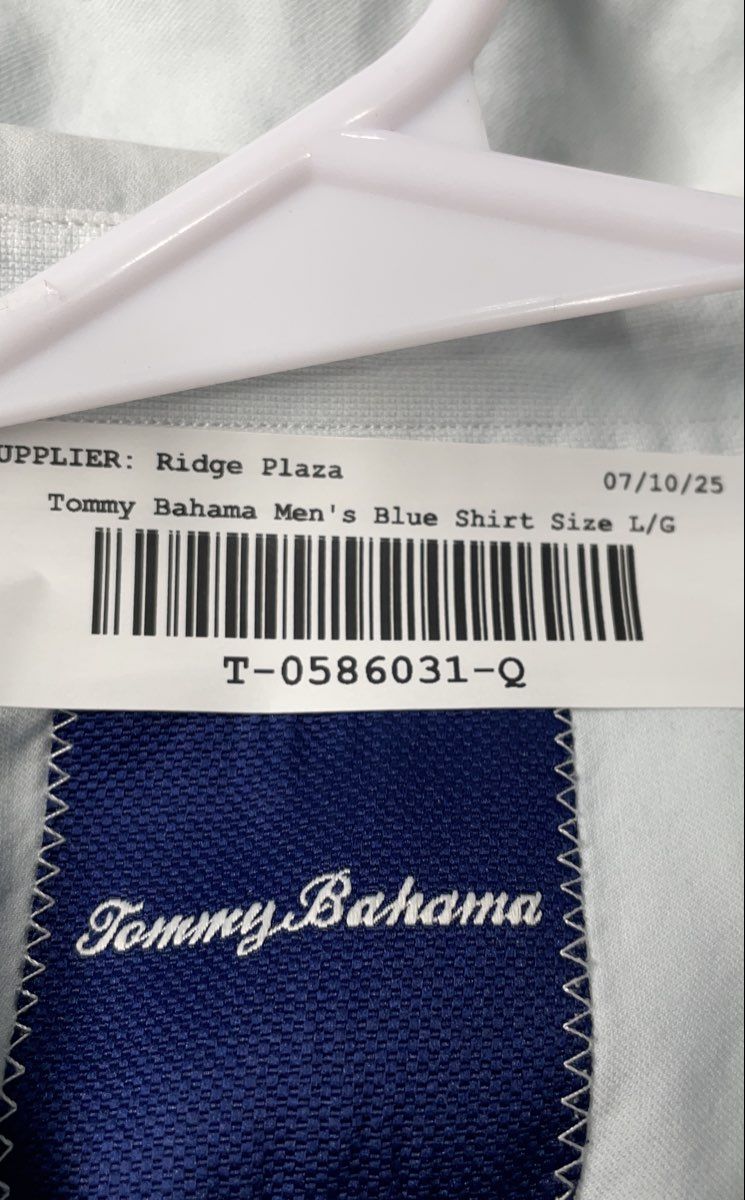 UPPLIER: Ridge Plaza 07/10/25
Tommy Bahama Men's Blue Shirt Size L/G
T-0586031-Q
Tommy Bahama